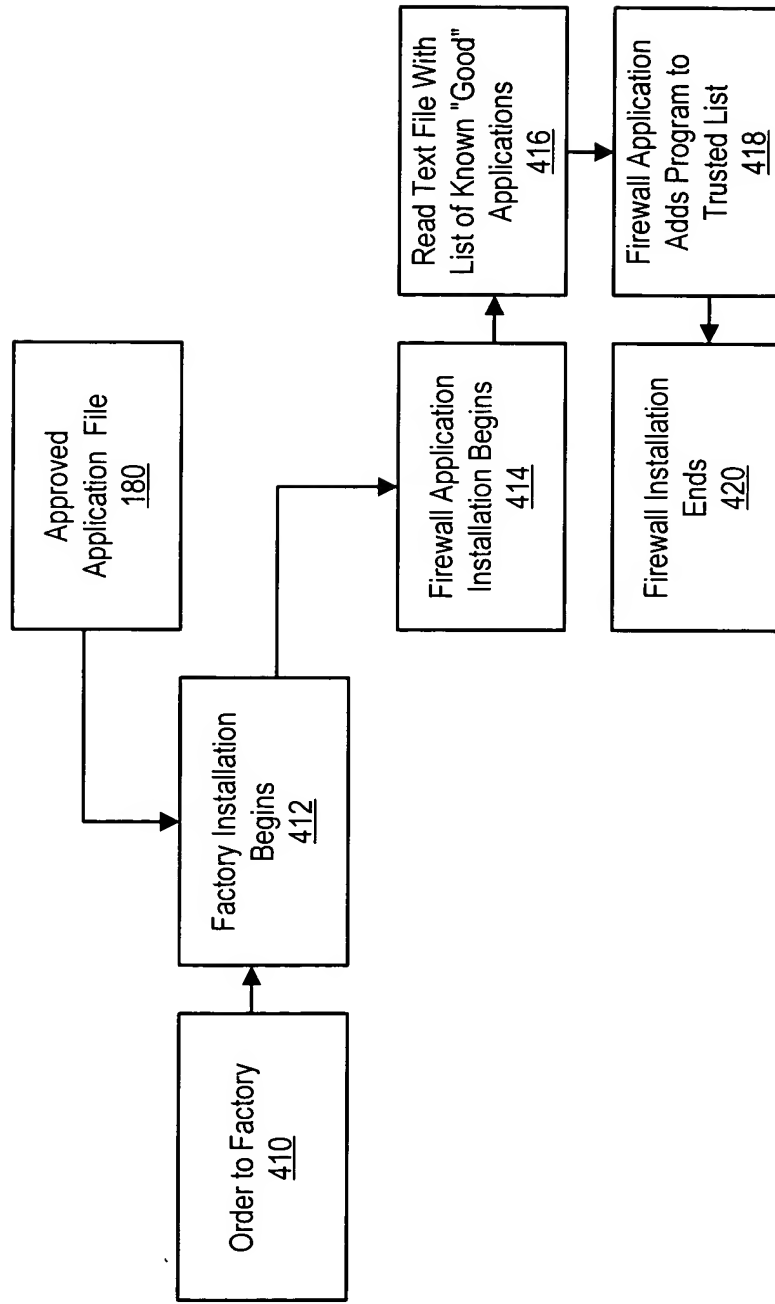 Order to Factory
410
Factory Installation
Begins
412
Approved
Application File
180
Firewall Application
Installation Begins
414
Read Text File With
List of Known "Good"
Applications
416
Firewall Application
Adds Program to
Trusted List
418
Firewall Installation
Ends
420